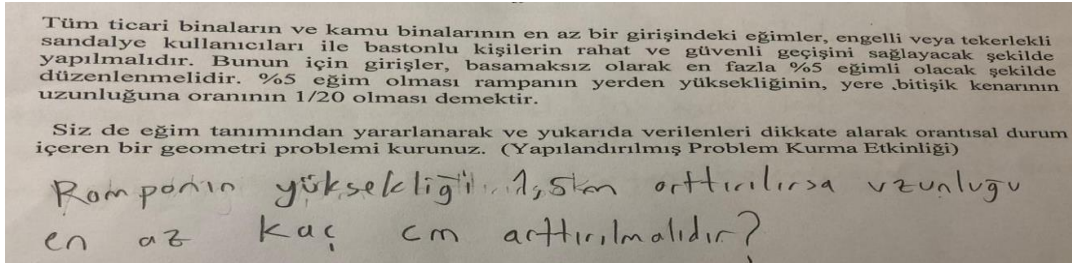 Tüm ticari binaların ve kamu binalarının en az bir girişindeki eğimler, engelli veya tekerlekli
sandalye kullanıcıları ile bastonlu kişilerin rahat ve güvenli geçişini sağlayacak şekilde
yapılmalıdır. Bunun için girişler, basamaksız olarak en fazla %5 eğimli olacak şekilde
düzenlenmelidir. %5 eğim olması rampanın yerden yüksekliğinin, yere bitişik kenarının
uzunluğuna oranının 1/20 olması demektir.
Siz de eğim tanımından yararlanarak ve yukarıda verilenleri dikkate alarak orantısal durum
içeren bir geometri problemi kurunuz. (Yapılandırılmış Problem Kurma Etkinliği)
Rampanın yüksekliği 1,5 arttırılırsa uzunluğu
en az kaç cm arttırılmalıdır?